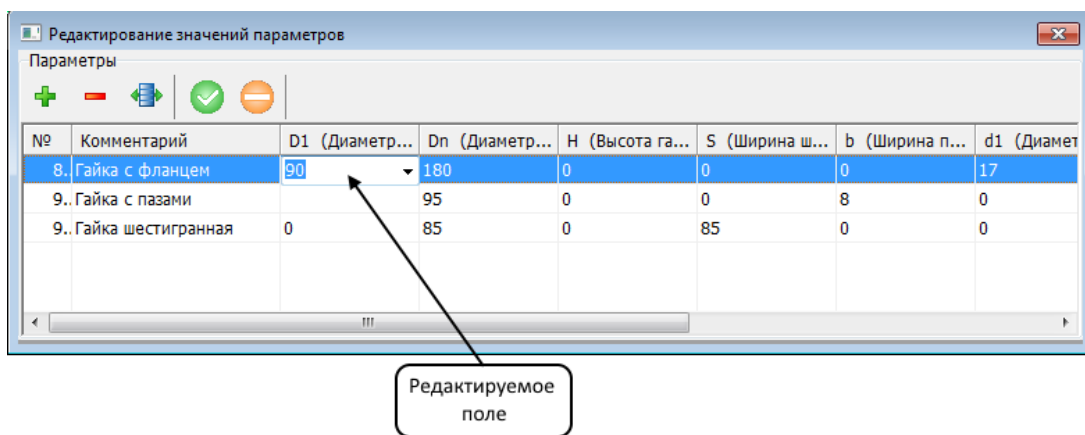 Редактирование значений параметров
Параметры
№ Комментарий D1 (Диаметр... Dn (Диаметр... H (Высота га... S (Ширина ш... b (Ширина п... d1 (Диамет
8.. Гайка с фланцем 90 180 0 0 0 17
9.. Гайка с пазами 95 0 0 8 0
9.. Гайка шестигранная 0 85 0 85 0 0
Редактируемое
поле